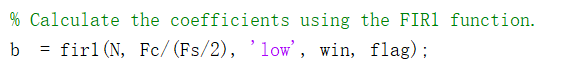 % Calculate the coefficients using the FIR1 function.
b  = fir1(N, Fc/(Fs/2), 'low', win, flag);